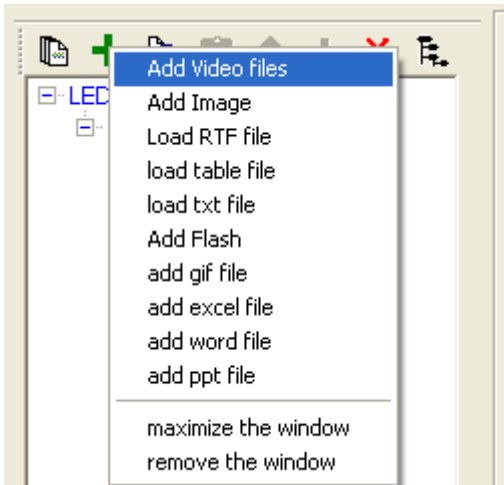 Add Video files
LED
Add Image
Load RTF file
load table file
load txt file
Add Flash
add gif file
add excel file
add word file
add ppt file
maximize the window
remove the window